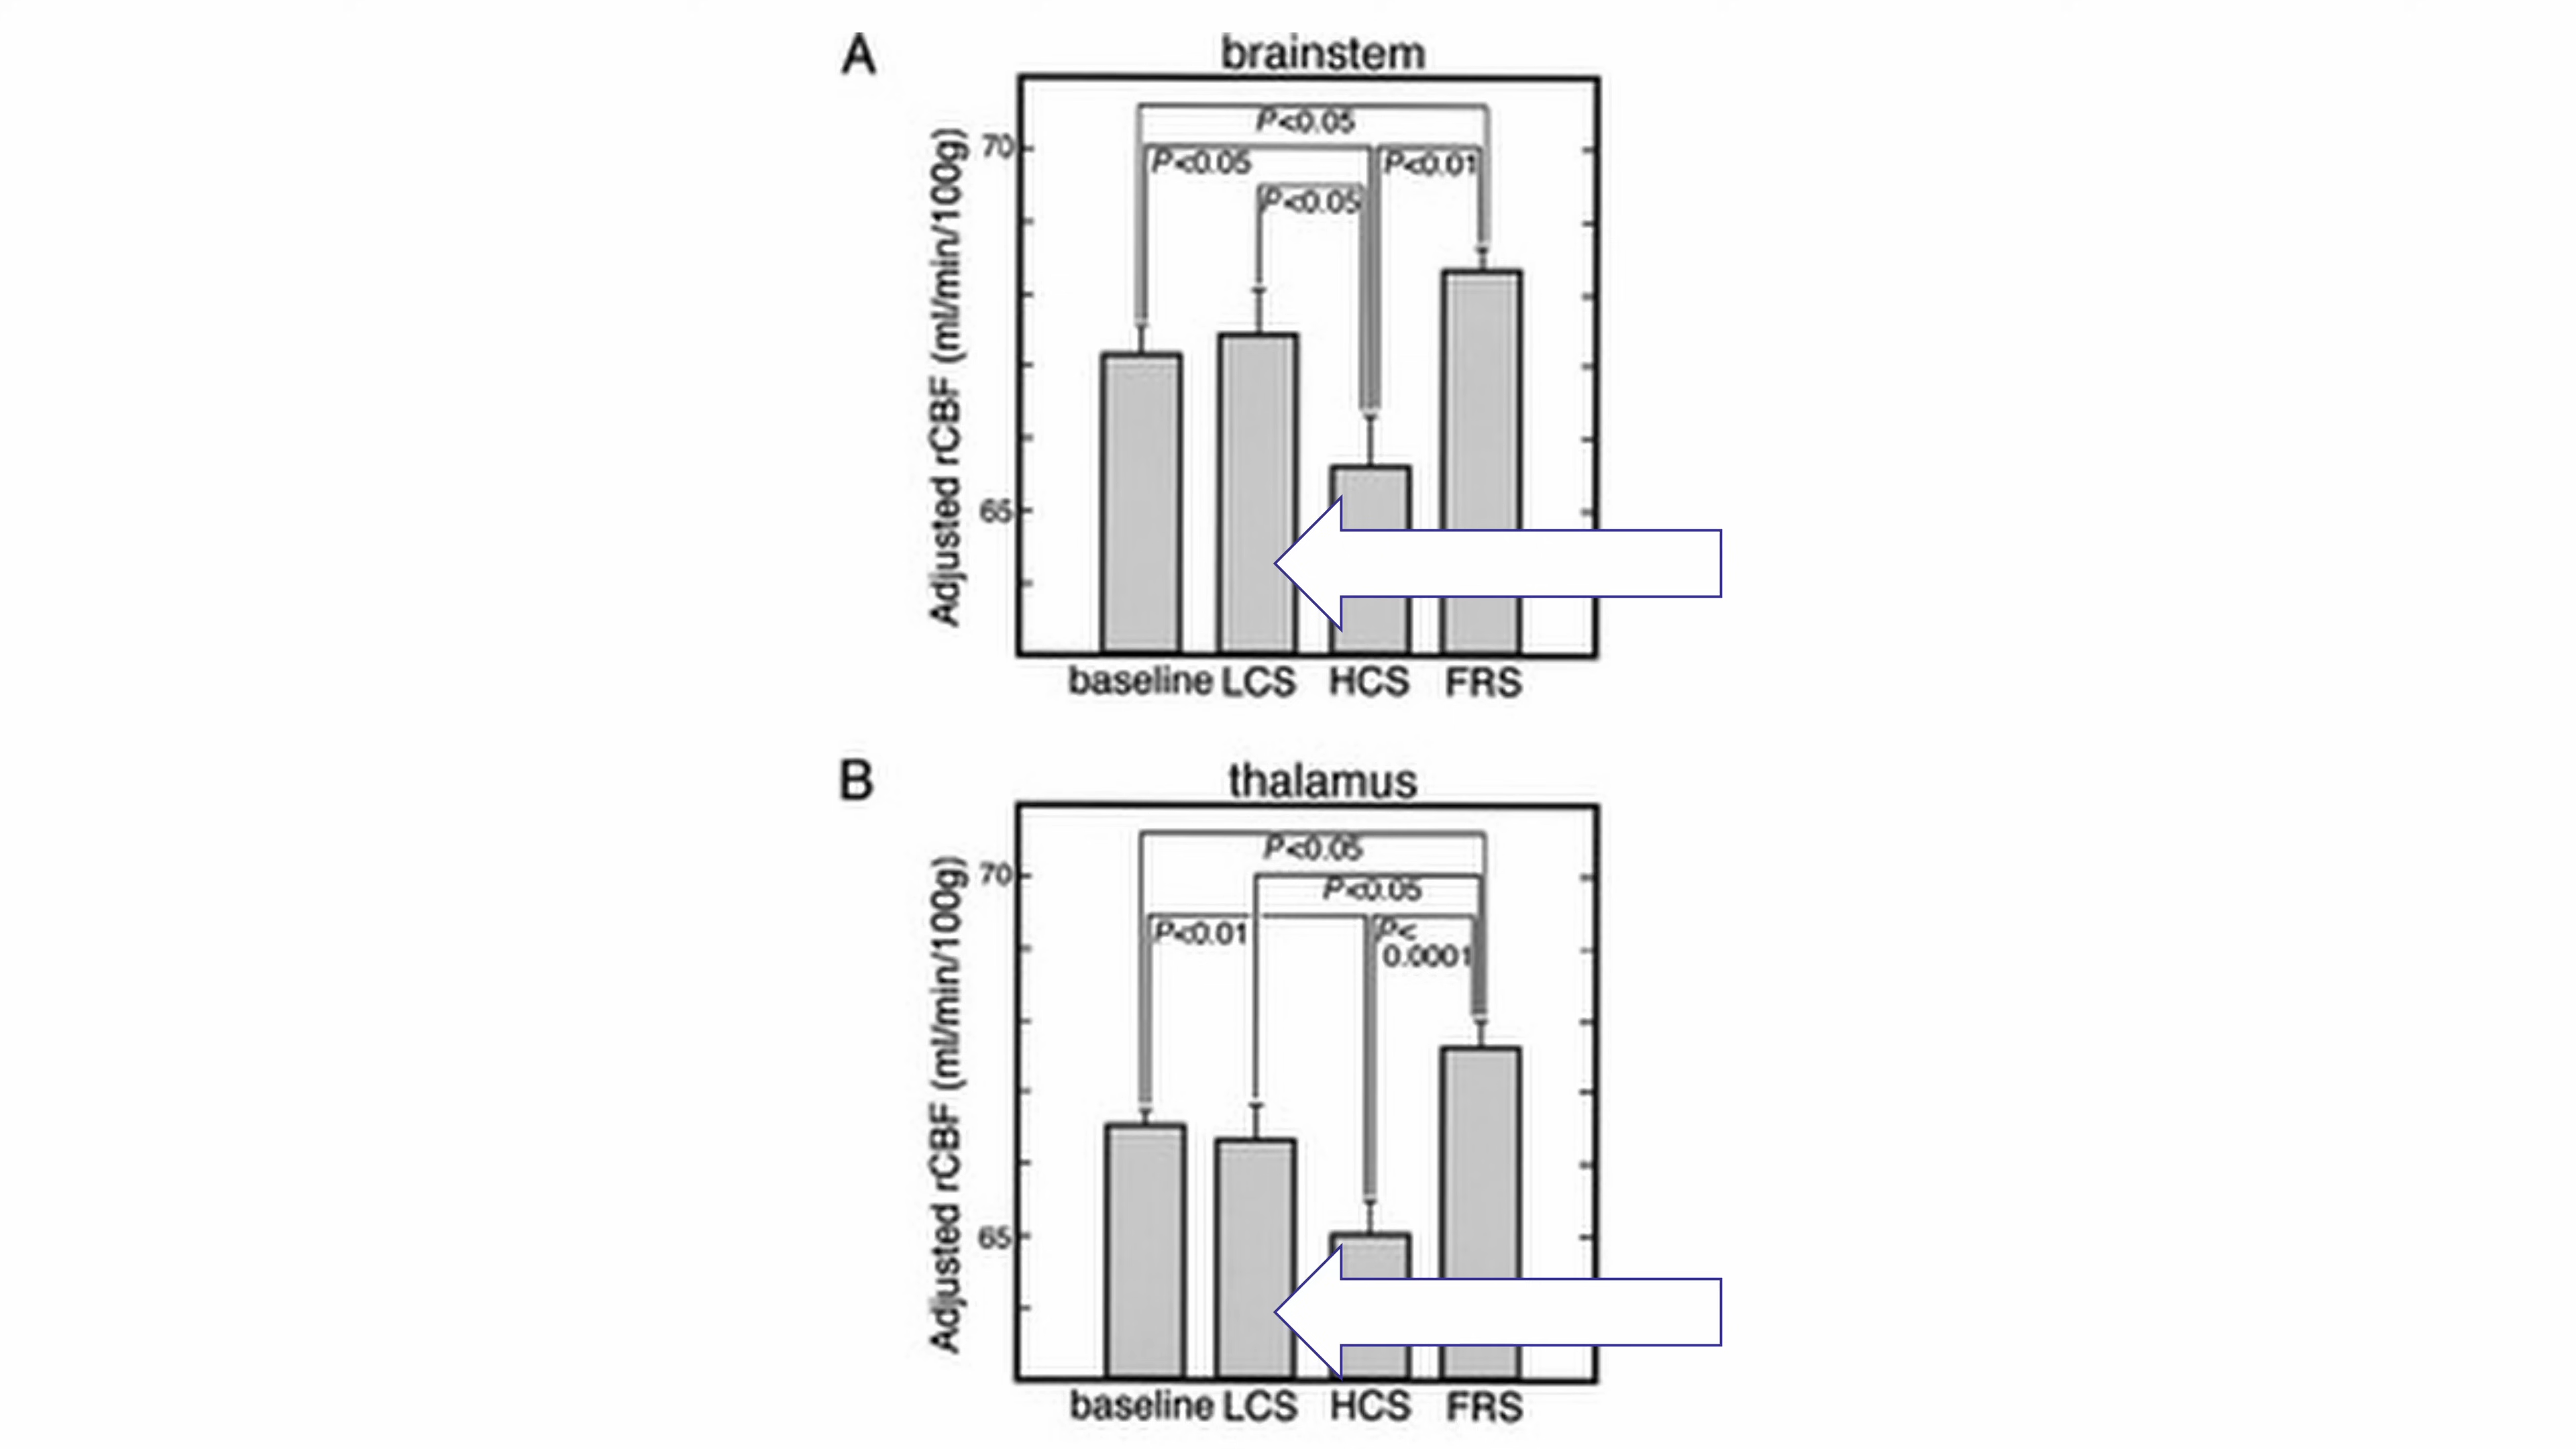 A
brainstem
Adjusted rCBF (ml/min/100g)
70
65
P<0.05
P<0.05
P<0.01
P<0.05
baseline LCS HCS FRS
B
thalamus
Adjusted rCBF (ml/min/100g)
70
65
P<0.05
P<0.05
P<0.01
P<
0.0001
baseline LCS HCS FRS